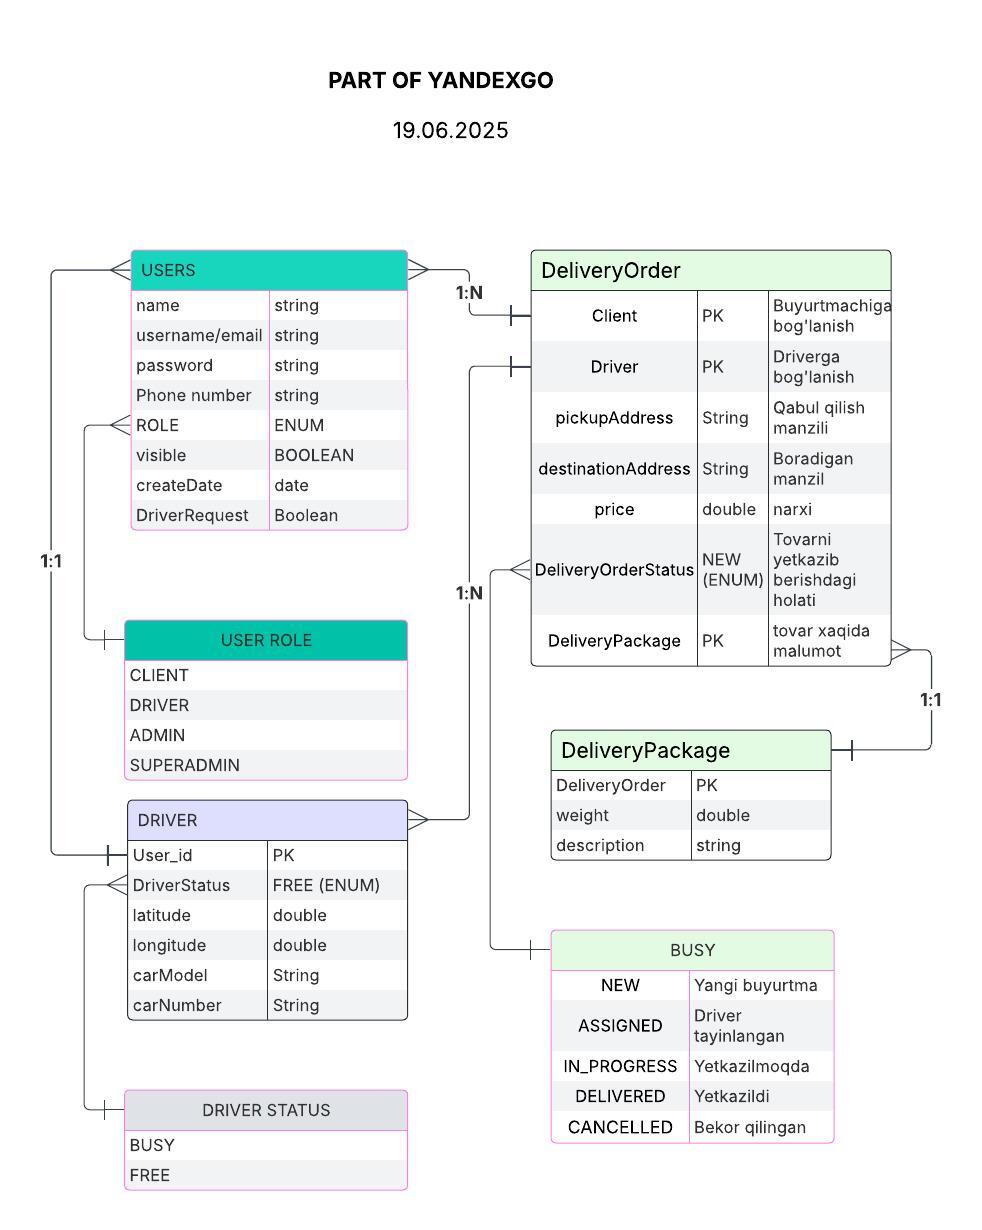 PART OF YANDEXGO
19.06.2025
USERS
name string
username/email string
password string
Phone number string
ROLE ENUM
visible BOOLEAN
createDate date
DriverRequest Boolean
1:1
USER ROLE
CLIENT
DRIVER
ADMIN
SUPERADMIN
DRIVER
User_id PK
DriverStatus FREE (ENUM)
latitude double
longitude double
carModel String
carNumber String
DRIVER STATUS
BUSY
FREE
1:N
1:N
DeliveryOrder
Client PK Buyurtmachiga
bog'lanish
Driver PK Driverga
bog'lanish
pickupAddress String Qabul qilish
manzili
destinationAddress String Boradigan
manzil
price double narxi
DeliveryOrderStatus NEW
(ENUM)
Tovarni
yetkazib
berishdagi
holati
DeliveryPackage PK tovar xaqida
malumot
1:1
DeliveryPackage
DeliveryOrder PK
weight double
description string
BUSY
NEW Yangi buyurtma
ASSIGNED Driver
tayinlangan
IN_PROGRESS Yetkazilmoqda
DELIVERED Yetkazildi
CANCELLED Bekor qilingan